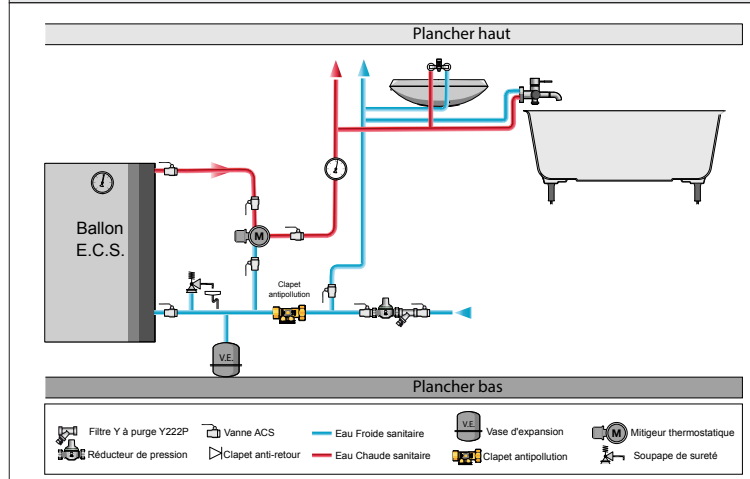 Plancher haut
Ballon
E.C.S.
M
Clapet
antipollution
V.E.
Plancher bas
Filtre Y à purge Y222P
Vanne ACS
Eau Froide sanitaire
V.E.
Vase d'expansion
M
Mitigeur thermostatique
Réducteur de pression
Clapet anti-retour
Eau Chaude sanitaire
Clapet antipollution
Soupape de sureté